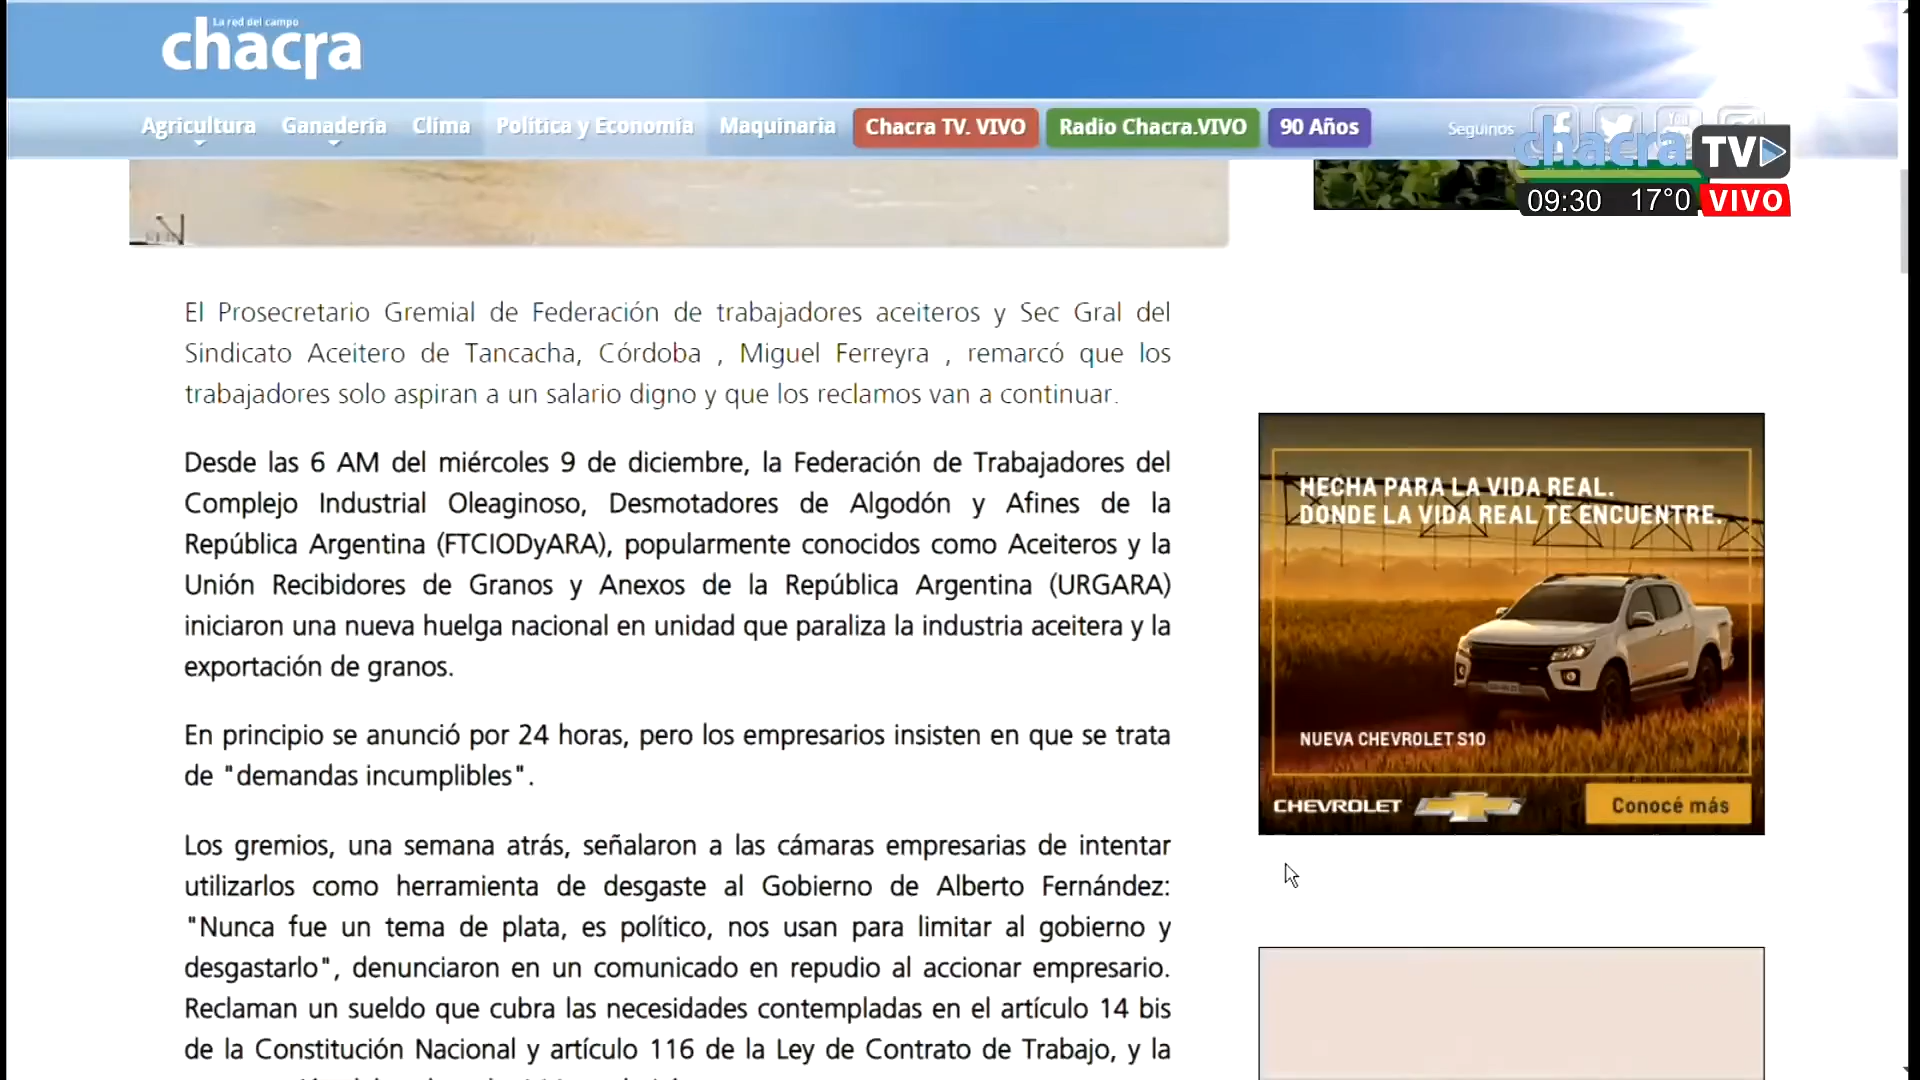 La red del campo
chacra
Agricultura Ganadería Clima Política y Economía Maquinaria Chacra TV. VIVO Radio Chacra.VIVO 90 Años Seguinos
chacra TV
09:30 17°0 VIVO
El Prosecretario Gremial de Federación de trabajadores aceiteros y Sec Gral del
Sindicato Aceitero de Tancacha, Córdoba , Miguel Ferreyra , remarcó que los
trabajadores solo aspiran a un salario digno y que los reclamos van a continuar.
Desde las 6 AM del miércoles 9 de diciembre, la Federación de Trabajadores del
Complejo Industrial Oleaginoso, Desmotadores de Algodón y Afines de la
República Argentina (FTCIODyARA), popularmente conocidos como Aceiteros y la
Unión Recibidores de Granos y Anexos de la República Argentina (URGARA)
iniciaron una nueva huelga nacional en unidad que paraliza la industria aceitera y la
exportación de granos.
En principio se anunció por 24 horas, pero los empresarios insisten en que se trata
de "demandas incumplibles".
Los gremios, una semana atrás, señalaron a las cámaras empresarias de intentar
utilizarlos como herramienta de desgaste al Gobierno de Alberto Fernández:
"Nunca fue un tema de plata, es político, nos usan para limitar al gobierno y
desgastarlo", denunciaron en un comunicado en repudio al accionar empresario.
Reclaman un sueldo que cubra las necesidades contempladas en el artículo 14 bis
de la Constitución Nacional y artículo 116 de la Ley de Contrato de Trabajo, y la
HECHA PARA LA VIDA REAL.
DONDE LA VIDA REAL TE ENCUENTRE.
NUEVA CHEVROLET S10
CHEVROLET Conocé más